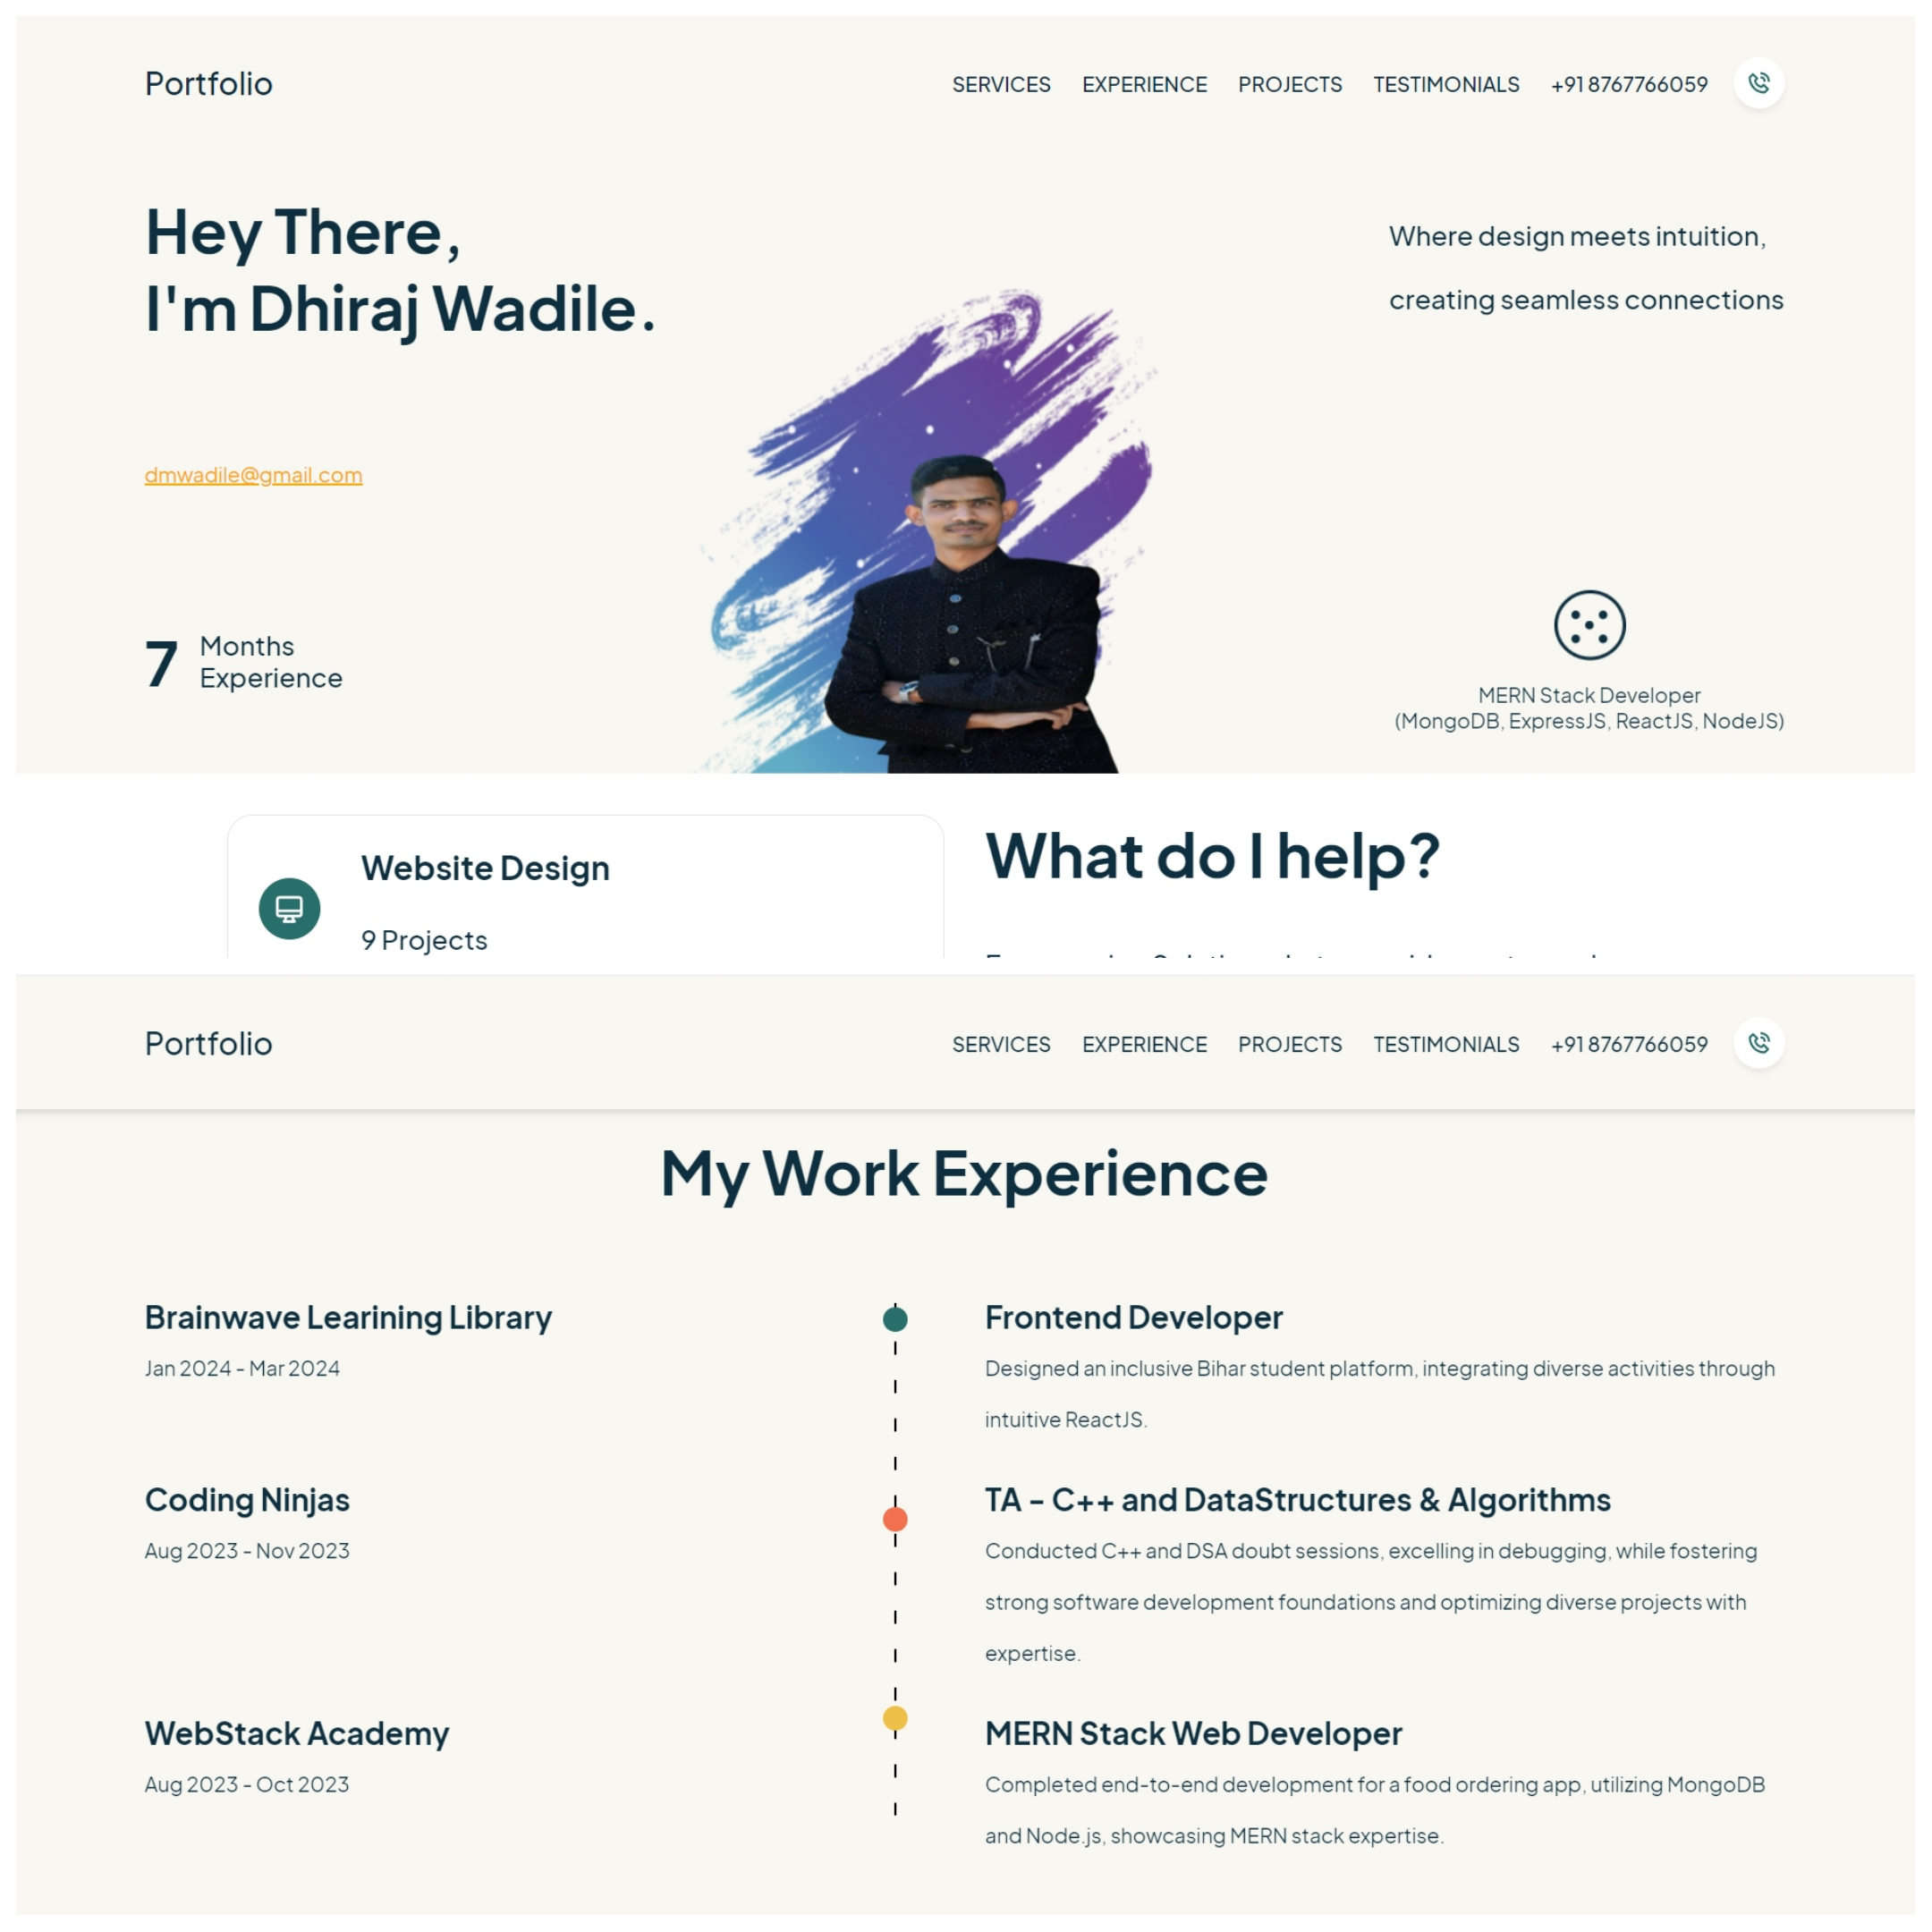 Portfolio
SERVICES EXPERIENCE PROJECTS TESTIMONIALS +91 8767766059
Hey There,
I'm Dhiraj Wadile.
Where design meets intuition,
creating seamless connections
dmwadile@gmail.com
7 Months
Experience
MERN Stack Developer
(MongoDB, ExpressJS, ReactJS, NodeJS)
Website Design
9 Projects
What do I help?
Portfolio
SERVICES EXPERIENCE PROJECTS TESTIMONIALS +91 8767766059
My Work Experience
Brainwave Learining Library
Jan 2024 - Mar 2024
Frontend Developer
Designed an inclusive Bihar student platform, integrating diverse activities through
intuitive ReactJS.
Coding Ninjas
Aug 2023 - Nov 2023
TA - C++ and DataStructures & Algorithms
Conducted C++ and DSA doubt sessions, excelling in debugging, while fostering
strong software development foundations and optimizing diverse projects with
expertise.
WebStack Academy
Aug 2023 - Oct 2023
MERN Stack Web Developer
Completed end-to-end development for a food ordering app, utilizing MongoDB
and Node.js, showcasing MERN stack expertise.